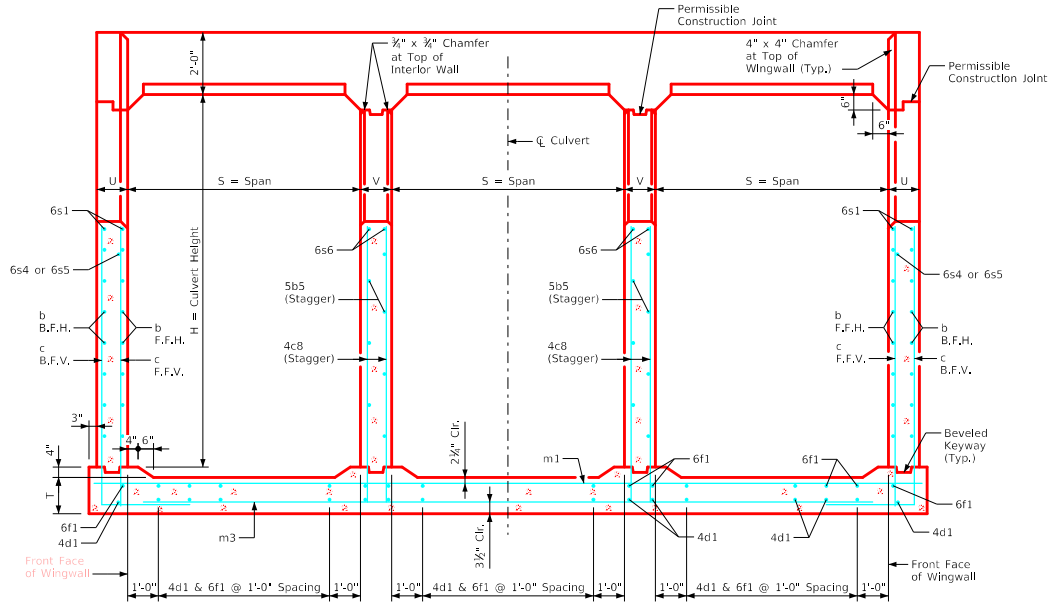 Permissible
Construction Joint
¾" x ¾" Chamfer
at Top of
Interior Wall
4" x 4" Chamfer
at Top of
Wingwall (Typ.)
Permissible
Construction Joint
2'-0"
6"
6"
℄ Culvert
U
S = Span
V
S = Span
V
S = Span
U
H = Culvert Height
6s1
6s6
6s6
6s1
6s4 or 6s5
6s4 or 6s5
5b5
(Stagger)
5b5
(Stagger)
b
B.F.H.
b
F.F.H.
b
F.F.H.
b
B.F.H.
4c8
(Stagger)
4c8
(Stagger)
c
B.F.V.
c
F.F.V.
c
F.F.V.
c
B.F.V.
3"
4"
6"
4"
2¼" Clr.
Beveled
Keyway
(Typ.)
m1
6f1
6f1
T
6f1
4d1
m3
3½" Clr.
4d1
4d1
6f1
4d1
Front Face
of Wingwall
Front Face
of Wingwall
1'-0"
4d1 & 6f1 @ 1'-0" Spacing
1'-0"
1'-0"
4d1 & 6f1 @ 1'-0" Spacing
1'-0"
1'-0"
4d1 & 6f1 @ 1'-0" Spacing
1'-0"